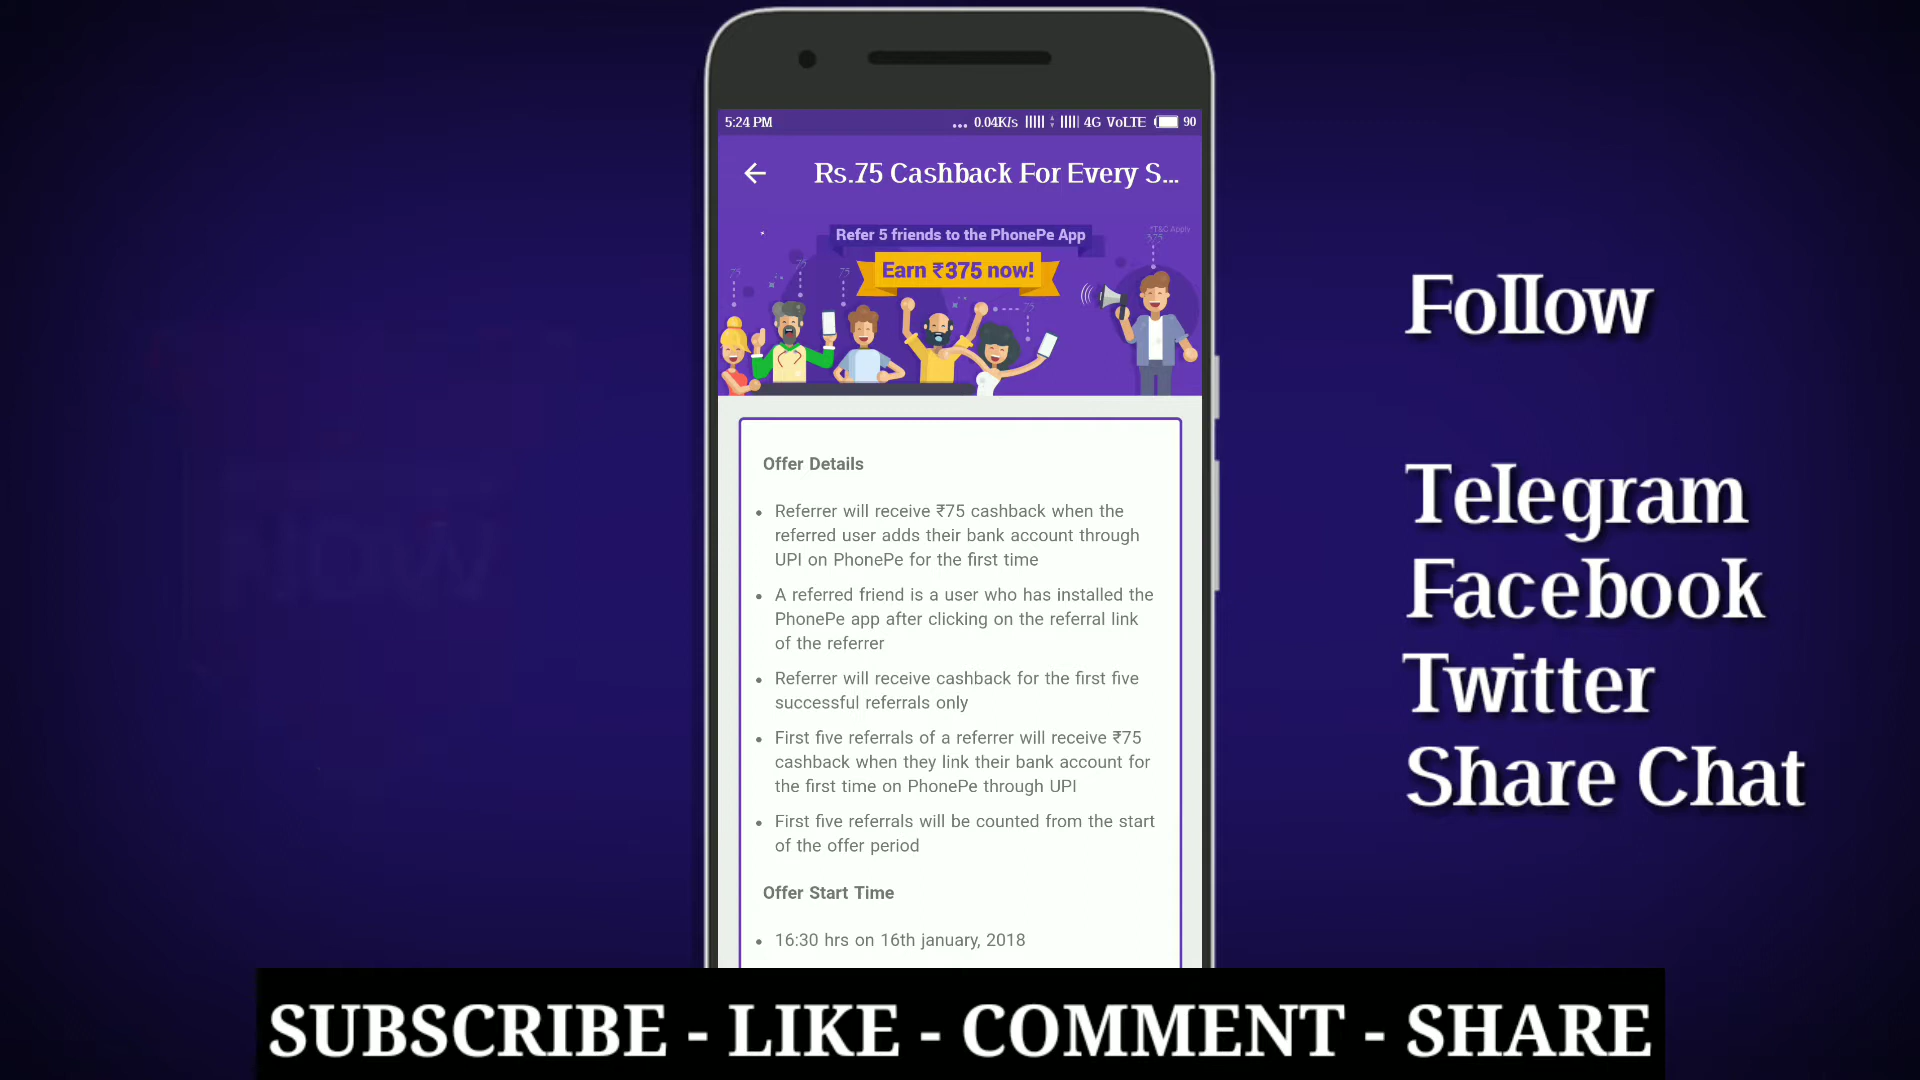 5:24 PM
... 0.04K/s 4G VoLTE 90
Rs.75 Cashback For Every S...
*T&C Apply
Refer 5 friends to the PhonePe App
Earn ₹375 now!
375
75
75
75
75
Offer Details
• Referrer will receive ₹75 cashback when the
referred user adds their bank account through
UPI on PhonePe for the first time
• A referred friend is a user who has installed the
PhonePe app after clicking on the referral link
of the referrer
• Referrer will receive cashback for the first five
successful referrals only
• First five referrals of a referrer will receive ₹75
cashback when they link their bank account for
the first time on PhonePe through UPI
• First five referrals will be counted from the start
of the offer period
Offer Start Time
• 16:30 hrs on 16th january, 2018
Follow
Telegram
Facebook
Twitter
Share Chat
SUBSCRIBE - LIKE - COMMENT - SHARE